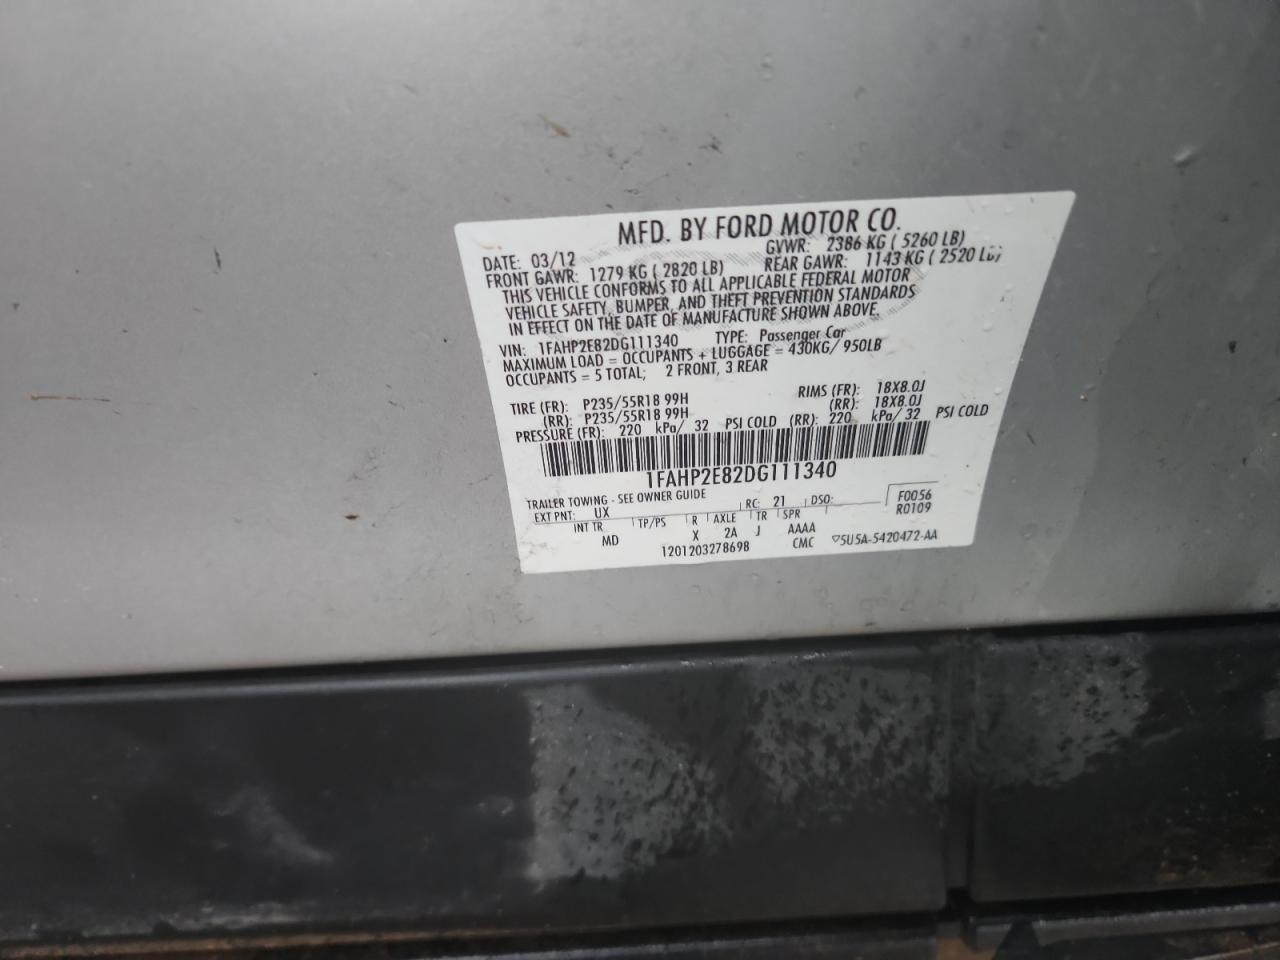 MFD. BY FORD MOTOR CO.
DATE: 03/12 GVWR: 2386 KG ( 5260 LB)
FRONT GAWR: 1279 KG ( 2820 LB) REAR GAWR: 1143 KG ( 2520 LB)
THIS VEHICLE CONFORMS TO ALL APPLICABLE FEDERAL MOTOR
VEHICLE SAFETY, BUMPER, AND THEFT PREVENTION STANDARDS
IN EFFECT ON THE DATE OF MANUFACTURE SHOWN ABOVE.
VIN: 1FAHP2E82DG111340 TYPE: Passenger Car
MAXIMUM LOAD = OCCUPANTS + LUGGAGE = 430KG/ 950LB
OCCUPANTS = 5 TOTAL; 2 FRONT, 3 REAR
TIRE (FR): P235/55R18 99H RIMS (FR): 18X8.0J
(RR): P235/55R18 99H (RR): 18X8.0J
PRESSURE (FR): 220 kPa/ 32 PSI COLD (RR): 220 kPa/ 32 PSI COLD
1FAHP2E82DG111340
TRAILER TOWING - SEE OWNER GUIDE
EXT PNT: UX RC: 21 DSO: F0056
R0109
INT TR TP/PS R AXLE TR SPR
MD X 2A J AAAA
1201203278698 CMC ▽5U5A-5420472-AA